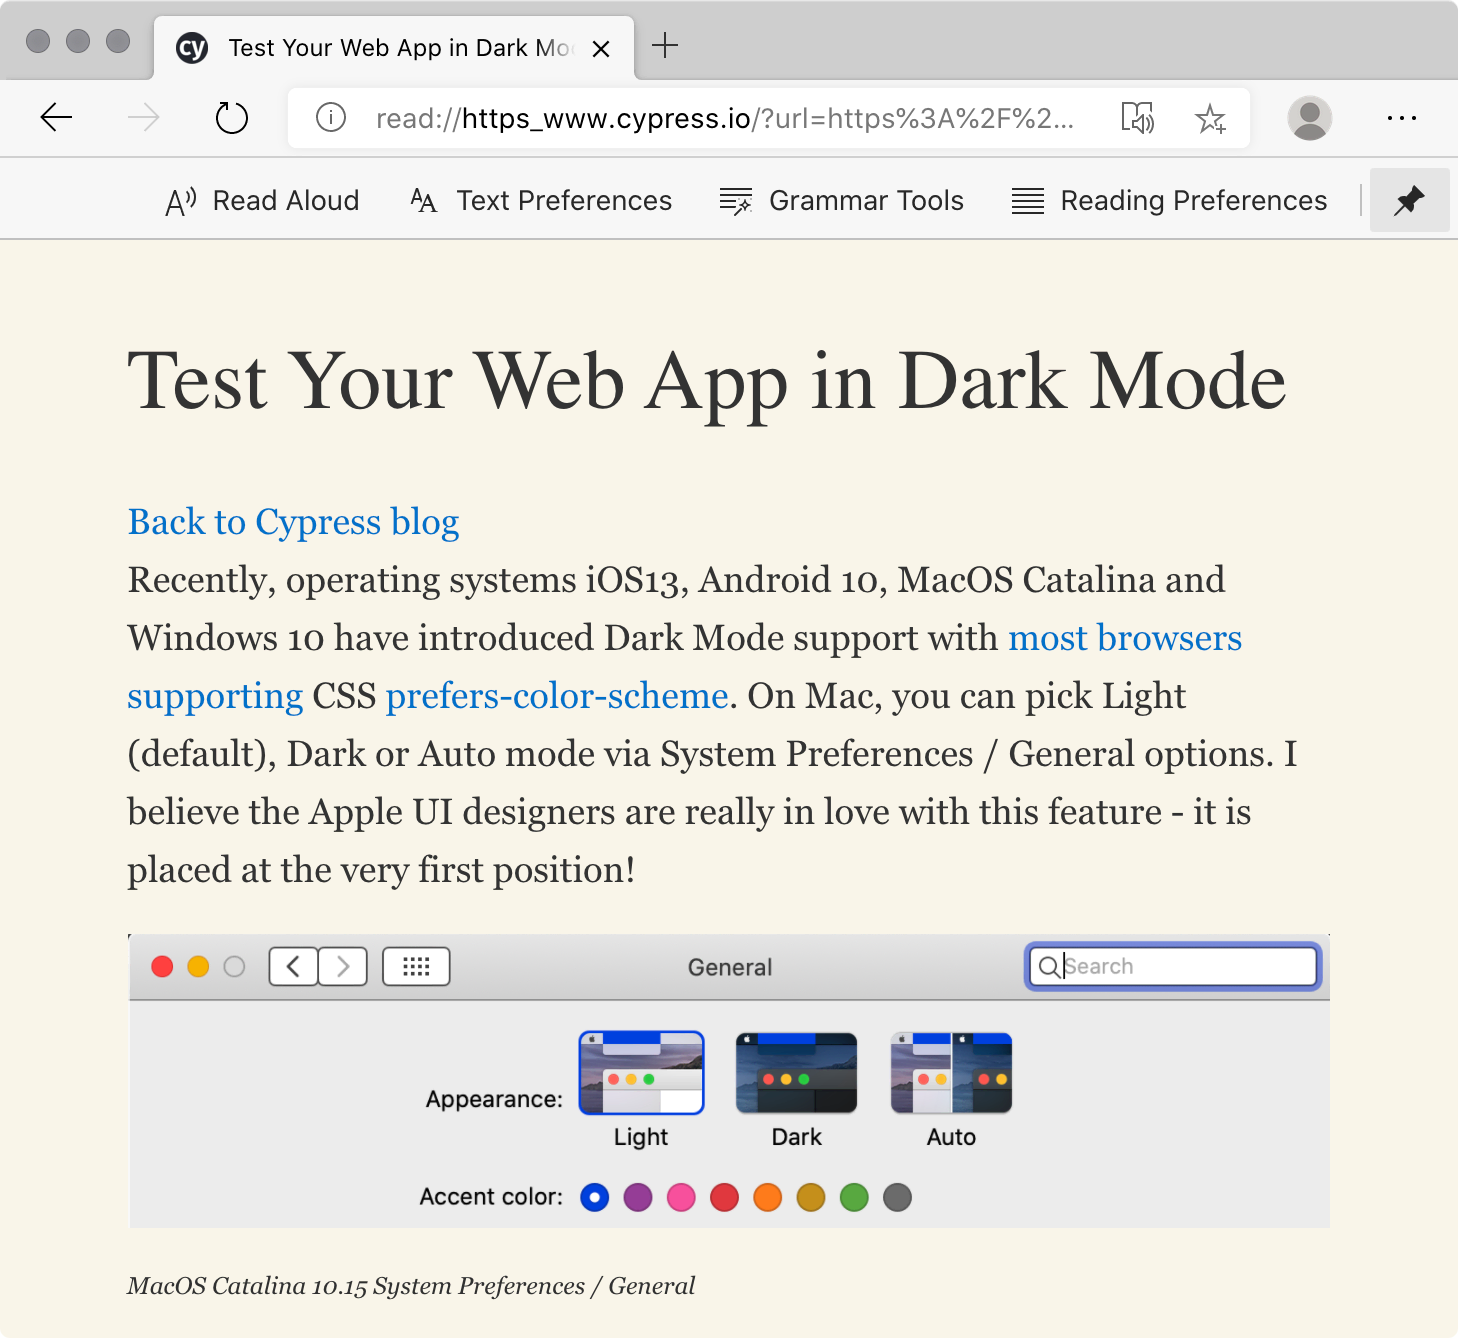 cy Test Your Web App in Dark Mo
read://https_www.cypress.io/?url=https%3A%2F%2...
Read Aloud Text Preferences Grammar Tools Reading Preferences
Test Your Web App in Dark Mode
Back to Cypress blog
Recently, operating systems iOS13, Android 10, MacOS Catalina and
Windows 10 have introduced Dark Mode support with most browsers
supporting CSS prefers-color-scheme. On Mac, you can pick Light
(default), Dark or Auto mode via System Preferences / General options. I
believe the Apple UI designers are really in love with this feature - it is
placed at the very first position!
General Search
Appearance:
Light Dark Auto
Accent color:
MacOS Catalina 10.15 System Preferences / General